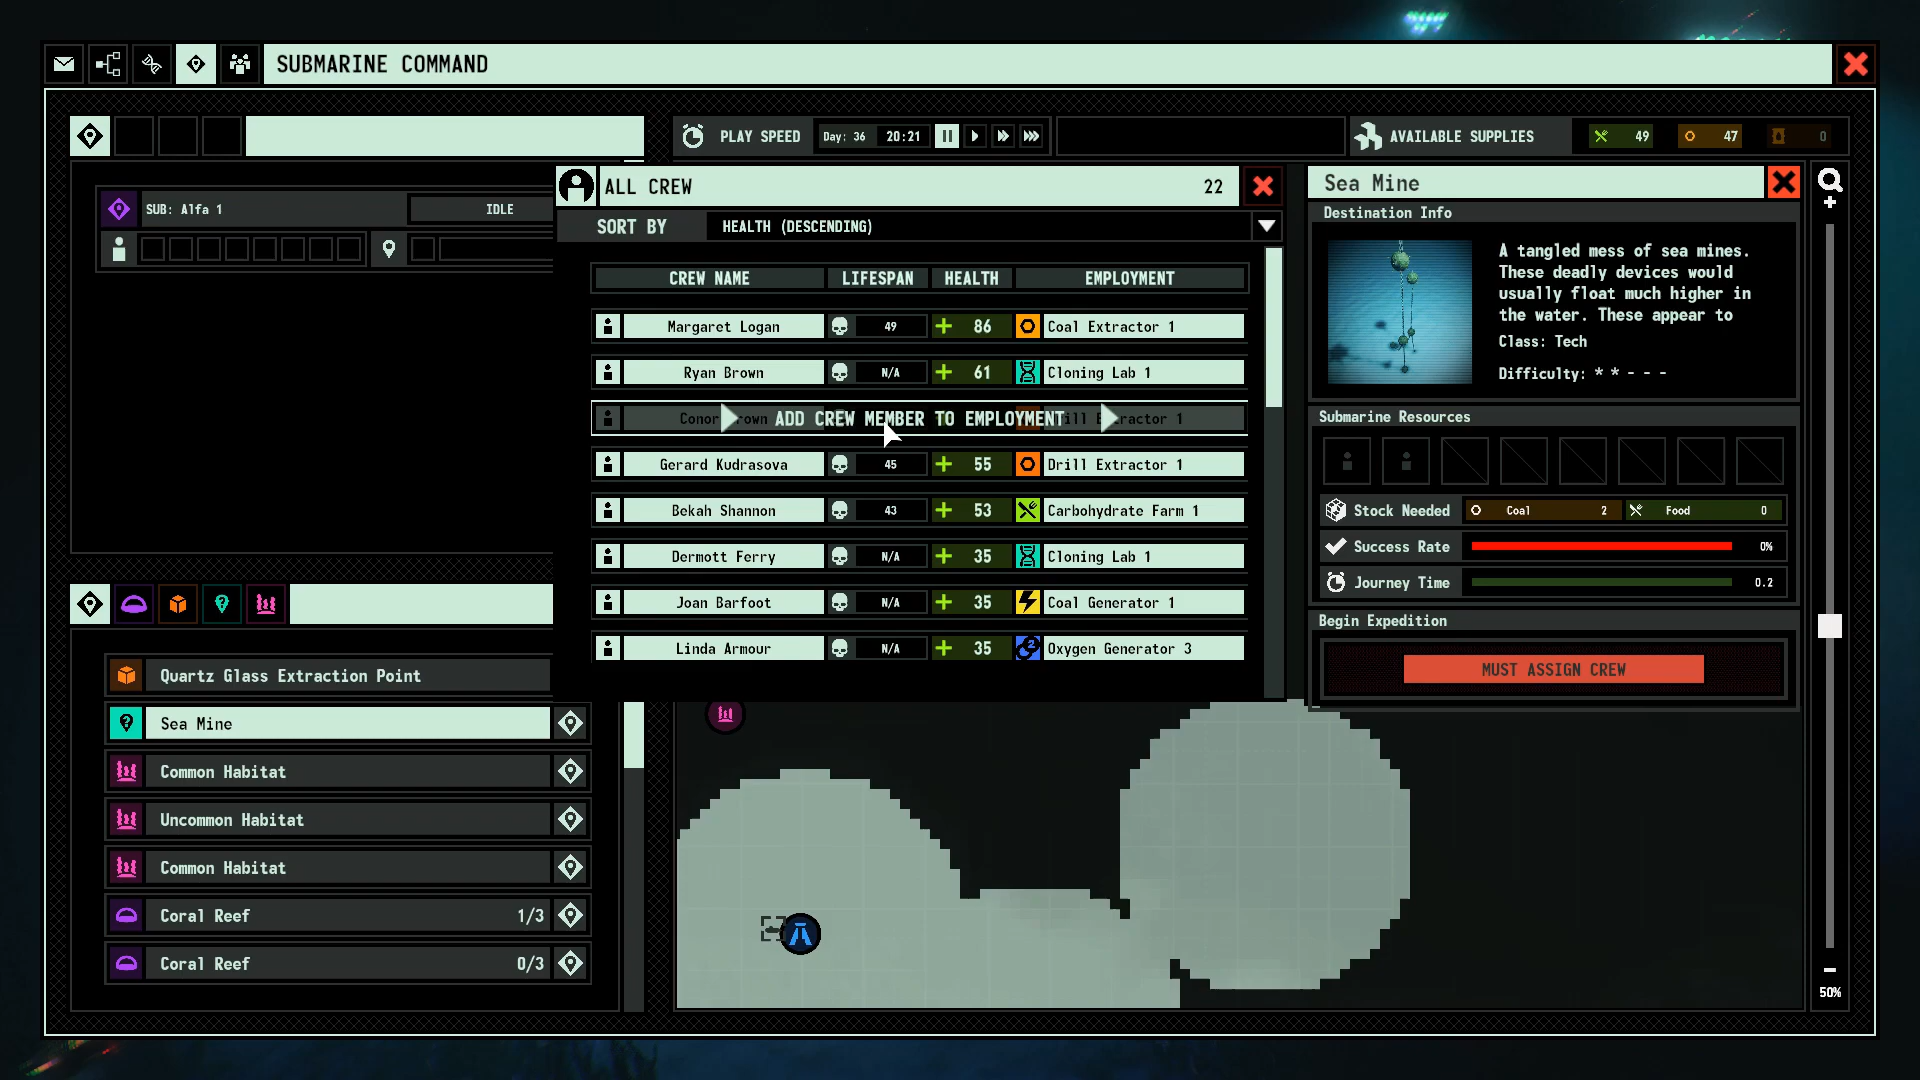 SUBMARINE COMMAND
PLAY SPEED
Day: 36
20:21
AVAILABLE SUPPLIES
49
47
0
SUB: Alfa 1
IDLE
ALL CREW
22
SORT BY
HEALTH (DESCENDING)
CREW NAME
LIFESPAN
HEALTH
EMPLOYMENT
Margaret Logan
49
86
Coal Extractor 1
Ryan Brown
N/A
61
Cloning Lab 1
ADD CREW MEMBER TO EMPLOYMENT
Gerard Kudrasova
45
55
Drill Extractor 1
Bekah Shannon
43
53
Carbohydrate Farm 1
Dermott Ferry
N/A
35
Cloning Lab 1
Joan Barfoot
N/A
35
Coal Generator 1
Linda Armour
N/A
35
Oxygen Generator 3
Sea Mine
Destination Info
A tangled mess of sea mines.
These deadly devices would
usually float much higher in
the water. These appear to
Class: Tech
Difficulty: * * - - -
Submarine Resources
Stock Needed
Coal
2
Food
0
Success Rate
0%
Journey Time
0.2
Begin Expedition
MUST ASSIGN CREW
Quartz Glass Extraction Point
Sea Mine
Common Habitat
Uncommon Habitat
Common Habitat
Coral Reef
1/3
Coral Reef
0/3
50%